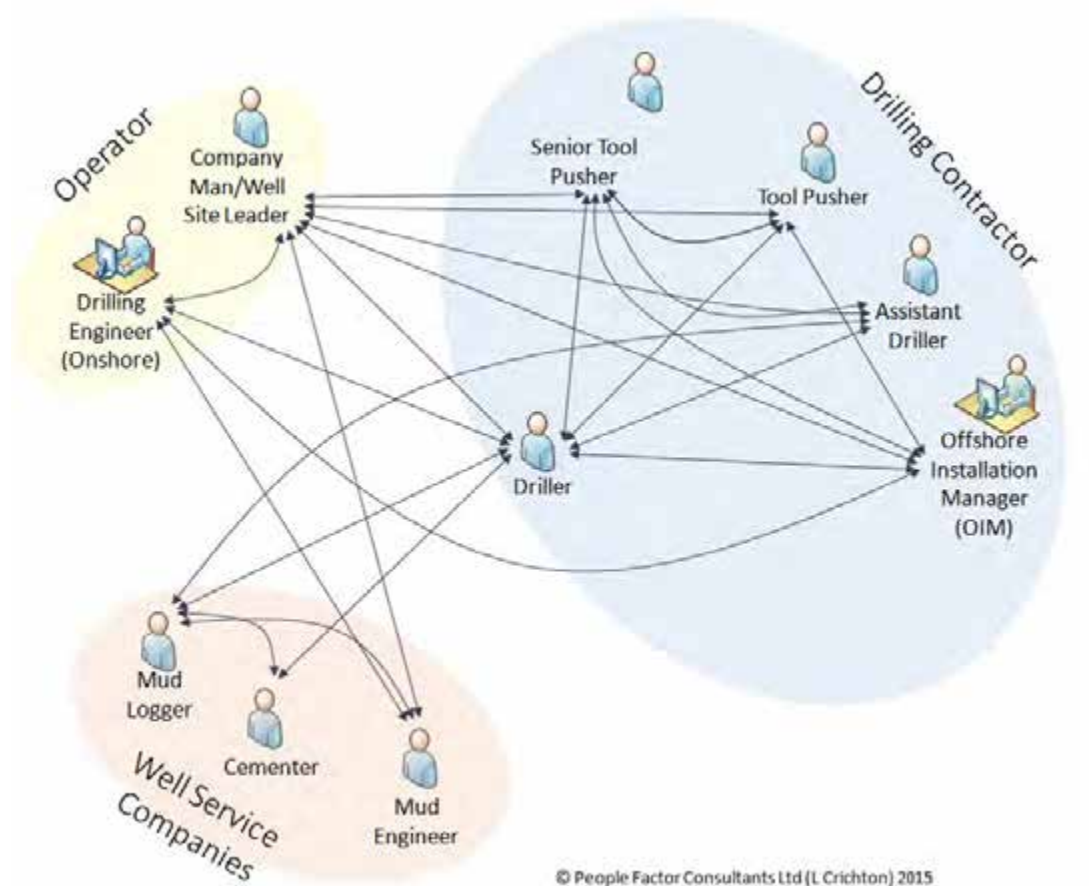 Operator
Company
Man/Well
Site Leader
Drilling
Engineer
(Onshore)
Drilling Contractor
Senior Tool
Pusher
Tool Pusher
Assistant
Driller
Offshore
Installation
Manager
(OIM)
Driller
Mud
Logger
Cementer
Mud
Engineer
Well Service
Companies
© People Factor Consultants Ltd (L Crichton) 2015